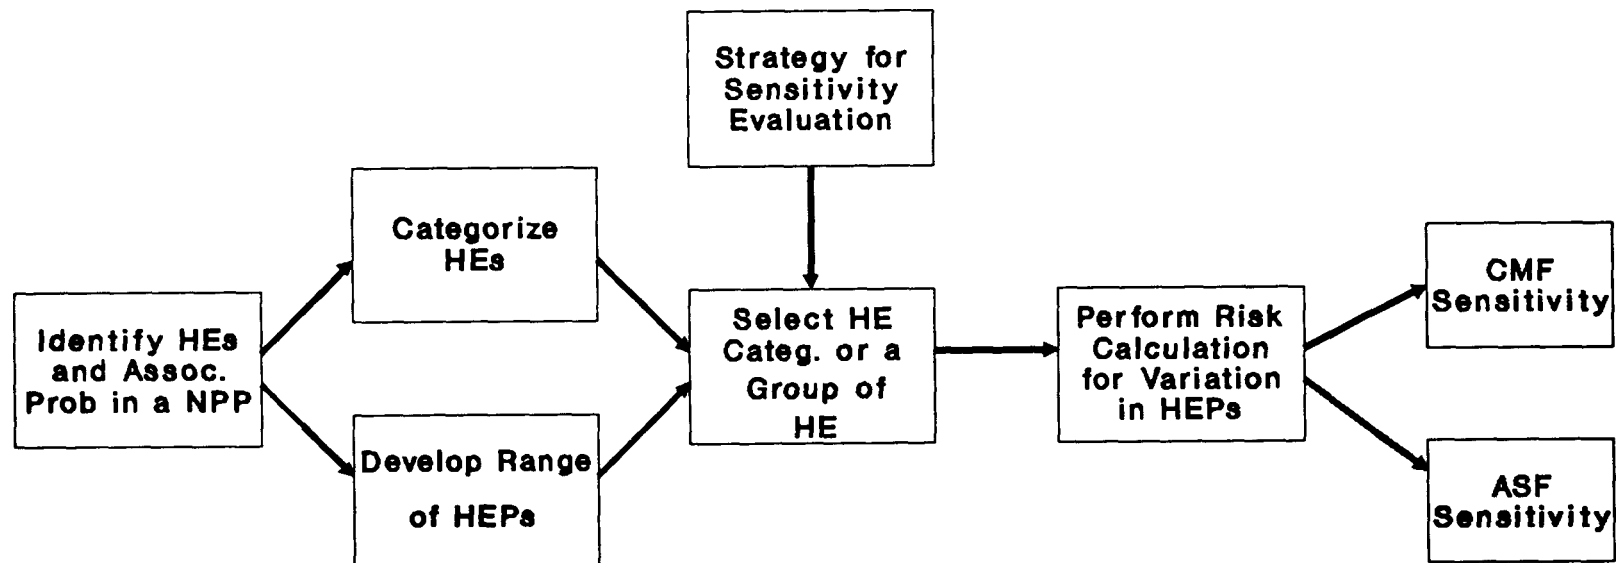 Strategy for
Sensitivity
Evaluation
Categorize
HEs
Identify HEs
and Assoc.
Prob in a NPP
Develop Range
of HEPs
Select HE
Categ. or a
Group of
HE
Perform Risk
Calculation
for Variation
in HEPs
CMF
Sensitivity
ASF
Sensitivity